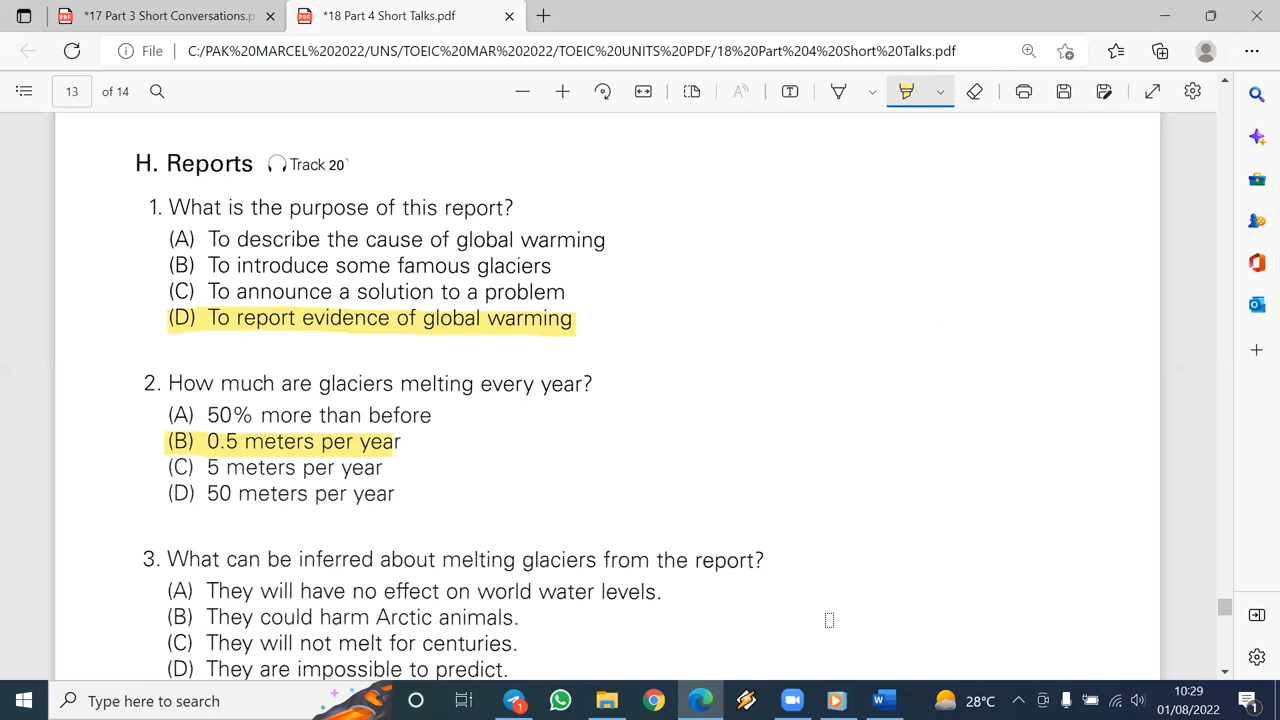 *17 Part 3 Short Conversations.p
*18 Part 4 Short Talks.pdf
File
C:/PAK%20MARCEL%202022/UNS/TOEIC%20MAR%202022/TOEIC%20UNITS%20PDF/18%20Part%204%20Short%20Talks.pdf
13 of 14
H. Reports Track 20
1. What is the purpose of this report?
(A) To describe the cause of global warming
(B) To introduce some famous glaciers
(C) To announce a solution to a problem
(D) To report evidence of global warming
2. How much are glaciers melting every year?
(A) 50% more than before
(B) 0.5 meters per year
(C) 5 meters per year
(D) 50 meters per year
3. What can be inferred about melting glaciers from the report?
(A) They will have no effect on world water levels.
(B) They could harm Arctic animals.
(C) They will not melt for centuries.
(D) They are impossible to predict.
Type here to search
28°C
10:29
01/08/2022